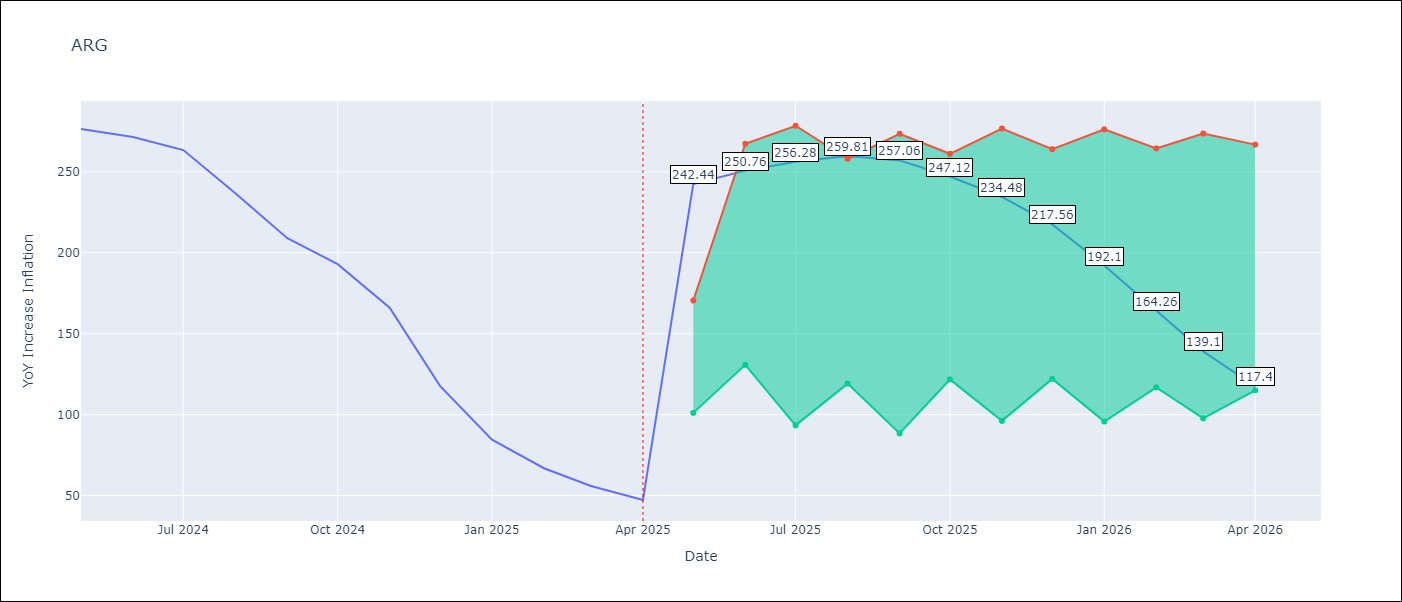 ARG
YoY Increase Inflation
250
200
150
100
50
242.44
250.76
256.28
259.81
257.06
247.12
234.48
217.56
192.1
164.26
139.1
117.4
Jul 2024
Oct 2024
Jan 2025
Apr 2025
Jul 2025
Oct 2025
Jan 2026
Apr 2026
Date